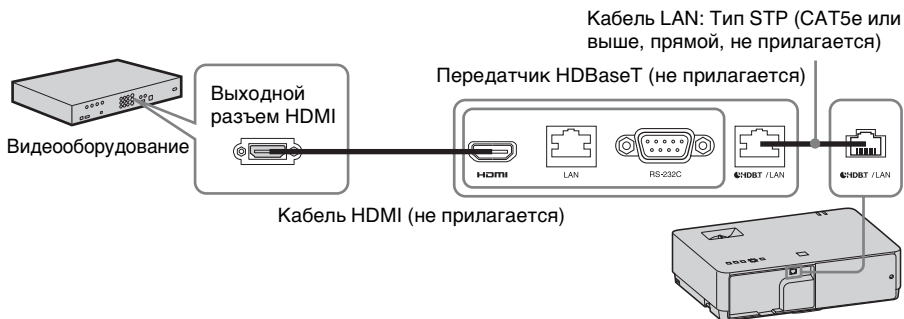 Кабель LAN: Тип STP (CAT5e или
выше, прямой, не прилагается)
Передатчик HDBaseT (не прилагается)
Выходной
разъем HDMI
Видеооборудование
HDMI
LAN
RS-232C
HDBT / LAN
HDBT / LAN
Кабель HDMI (не прилагается)